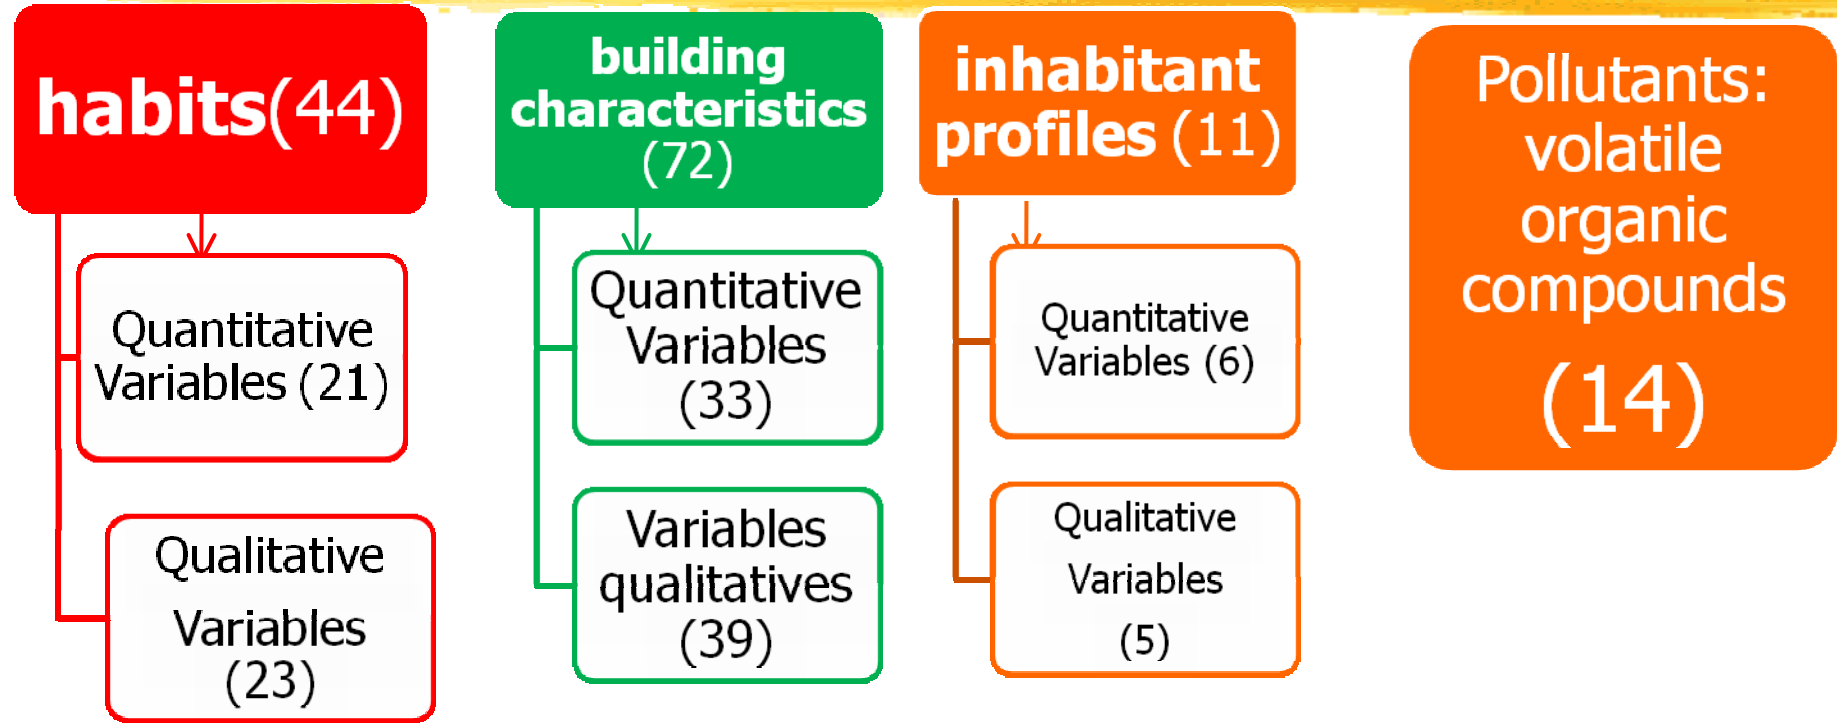 habits(44)
Quantitative
Variables (21)
Qualitative
Variables
(23)
building
characteristics
(72)
Quantitative
Variables
(33)
Variables
qualitatives
(39)
inhabitant
profiles (11)
Quantitative
Variables (6)
Qualitative
Variables
(5)
Pollutants:
volatile
organic
compounds
(14)